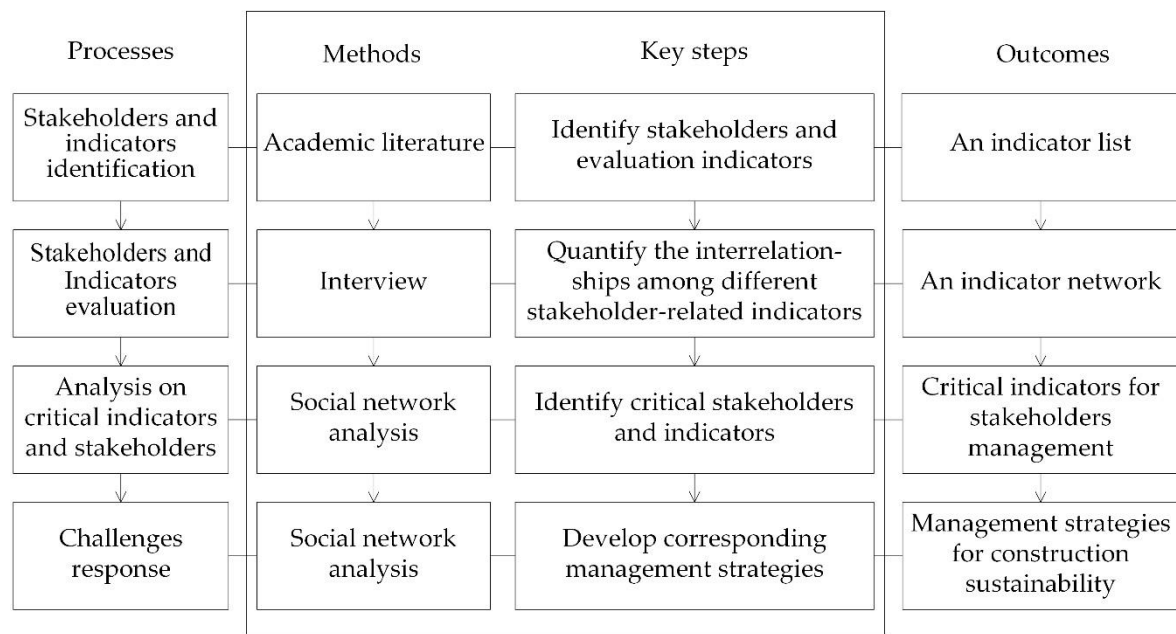 Processes
Methods
Key steps
Outcomes
Stakeholders and
indicators
identification
Academic literature
Identify stakeholders and
evaluation indicators
An indicator list
Stakeholders and
Indicators
evaluation
Interview
Quantify the interrelation-
ships among different
stakeholder-related indicators
An indicator network
Analysis on
critical indicators
and stakeholders
Social network
analysis
Identify critical stakeholders
and indicators
Critical indicators for
stakeholders
management
Challenges
response
Social network
analysis
Develop corresponding
management strategies
Management strategies
for construction
sustainability